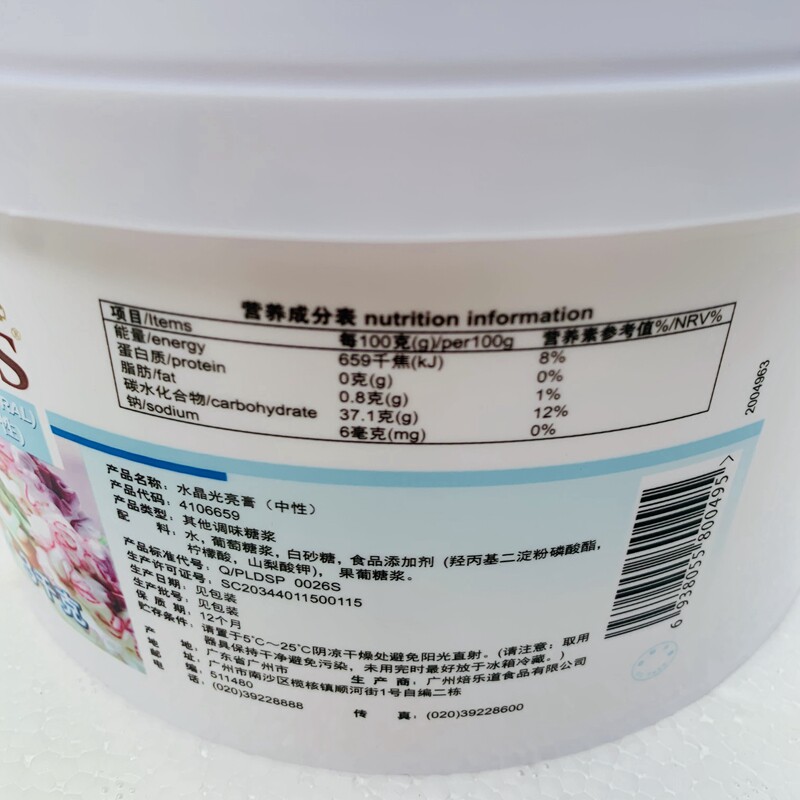 营养成分表 nutrition information
项目/Items 每100克(g)/per100g 营养素参考值%/NRV%
能量/energy 659千焦(kJ) 8%
蛋白质/protein 0克(g) 0%
脂肪/fat 0.8克(g) 1%
碳水化合物/carbohydrate 37.1克(g) 12%
钠/sodium 6毫克(mg) 0%
2004963
S®
RAL)
性)
千克
产品名称：水晶光亮膏（中性）
产品代码：4106659
产品类型：其他调味糖浆
配 料：水，葡萄糖浆，白砂糖，食品添加剂（羟丙基二淀粉磷酸酯，
柠檬酸，山梨酸钾），果葡糖浆。
产品标准代号：Q/PLDSP 0026S
生产许可证号：SC20344011500115
生产日期：见包装
生产批号：见包装
保 质 期：12个月
贮存条件：请置于5℃～25℃阴凉干燥处避免阳光直射。(请注意：取用
器具保持干净避免污染，未用完时最好放于冰箱冷藏。)
产 地：广东省广州市 生 产 商：广州焙乐道食品有限公司
地 址：广州市南沙区榄核镇顺河街1号自编二栋
邮 编：511480
电 话：(020)39228888 传 真：(020)39228600
6 938055 800495 >